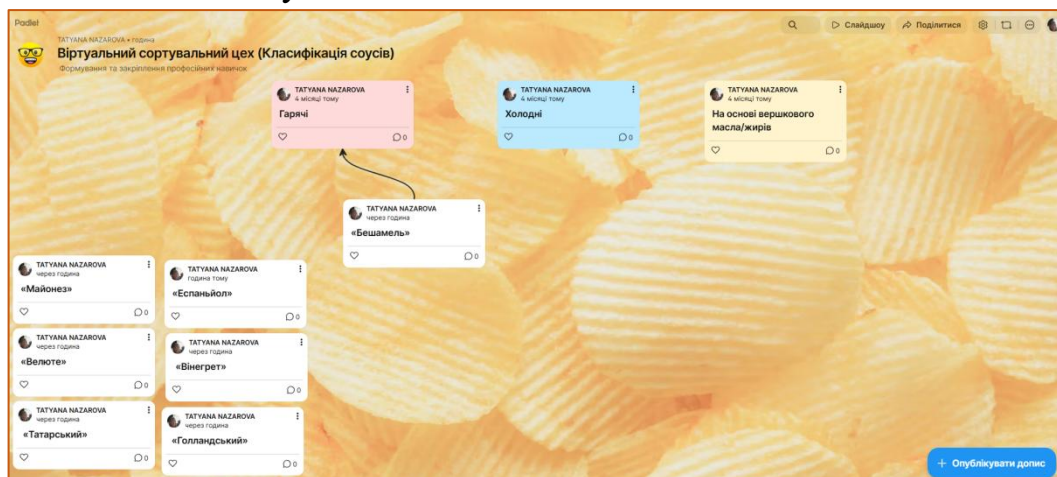 Padlet
Слайдшоу
Поділитися
TATYANA NAZAROVA • година
Віртуальний сортувальний цех (Класифікація соусів)
Формування та закріплення професійних навичок
TATYANA NAZAROVA
4 місяці тому
Гарячі
0
TATYANA NAZAROVA
4 місяці тому
Холодні
0
TATYANA NAZAROVA
4 місяці тому
На основі вершкового
масла/жирів
0
TATYANA NAZAROVA
через година
«Бешамель»
0
TATYANA NAZAROVA
через година
«Майонез»
0
TATYANA NAZAROVA
година тому
«Еспаньйол»
0
TATYANA NAZAROVA
через година
«Велюте»
0
TATYANA NAZAROVA
через година
«Вінегрет»
0
TATYANA NAZAROVA
через година
«Татарський»
0
TATYANA NAZAROVA
через година
«Голландський»
0
+ Опублікувати допис